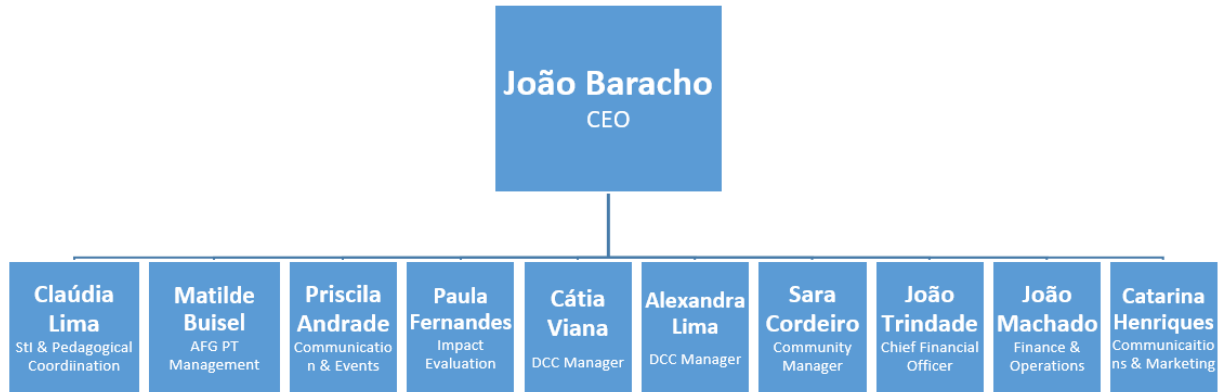 João Baracho
CEO
Claúdia
Lima
StI & Pedagogical
Coordiination
Matilde
Buisel
AFG PT
Management
Priscila
Andrade
Communicatio
n & Events
Paula
Fernandes
Impact
Evaluation
Cátia
Viana
DCC Manager
Alexandra
Lima
DCC Manager
Sara
Cordeiro
Community
Manager
João
Trindade
Chief Financial
Officer
João
Machado
Finance &
Operations
Catarina
Henriques
Communicaitio
ns & Marketing